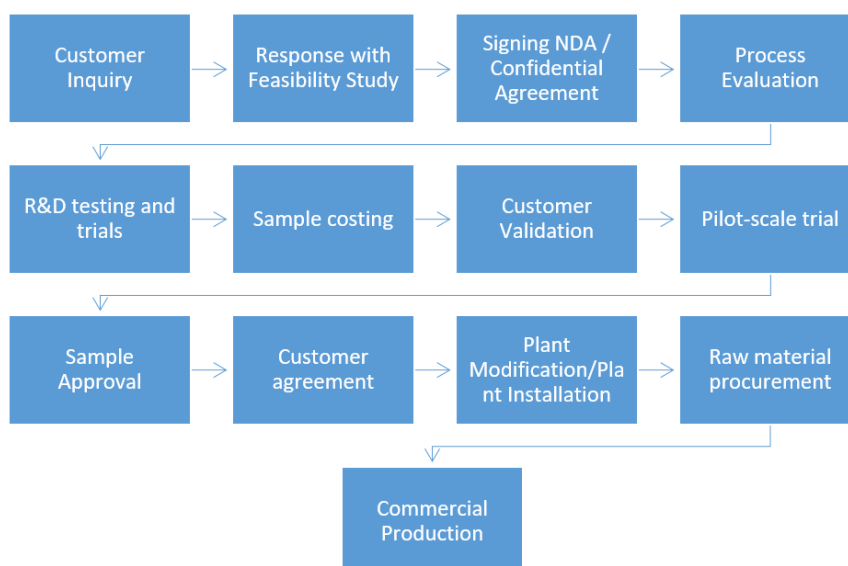 Customer
Inquiry
Response with
Feasibility Study
Signing NDA /
Confidential
Agreement
Process
Evaluation
R&D testing and
trials
Sample costing
Customer
Validation
Pilot-scale trial
Sample
Approval
Customer
agreement
Plant
Modification/Pla
nt Installation
Raw material
procurement
Commercial
Production